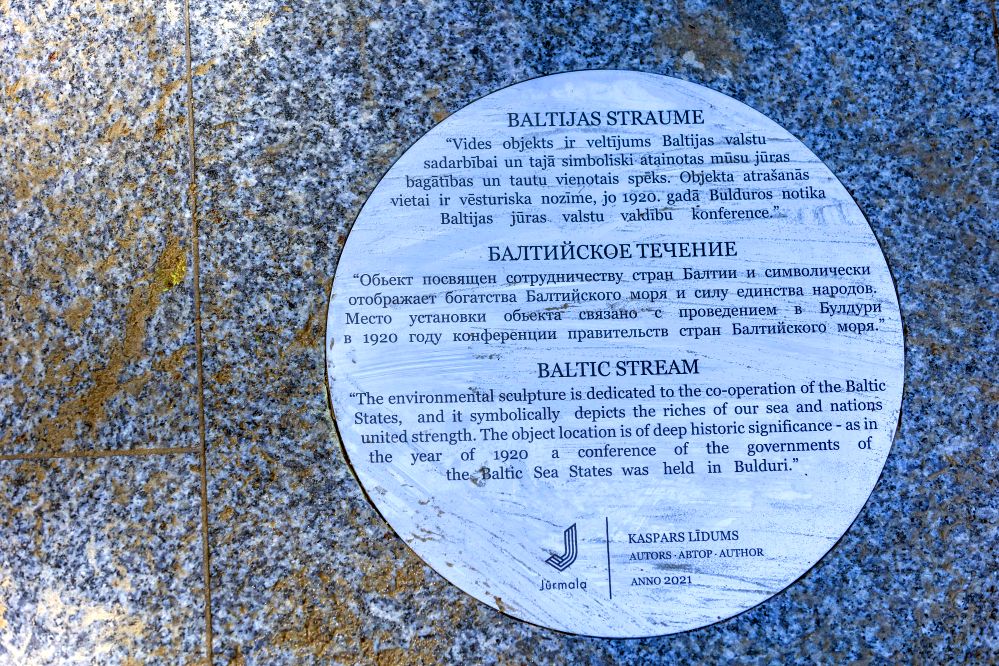 BALTIJAS STRAUME
“Vides objekts ir veltījums Baltijas valstu
sadarbībai un tajā simboliski ataiņotas mūsu jūras
bagātības un tautu vienotais spēks. Objekta atrašanās
vietai ir vēsturiska nozīme, jo 1920. gadā Bulduros notika
Baltijas jūras valstu valdību konference.”
БАЛТИЙСКОЕ ТЕЧЕНИЕ
“Объект посвящен сотрудничеству стран Балтии и символически
отображает богатства Балтийского моря и силу единства народов.
Место установки объекта связано с проведением в Булдури
в 1920 году конференции правительств стран Балтийского моря.”
BALTIC STREAM
“The environmental sculpture is dedicated to the co-operation of the Baltic
States, and it symbolically depicts the riches of our sea and nations
united strength. The object location is of deep historic significance - as in
the year of 1920 a conference of the governments of
the Baltic Sea States was held in Bulduri.”
Jūrmala
KASPARS LĪDUMS
AUTORS · АВТОР · AUTHOR
ANNO 2021